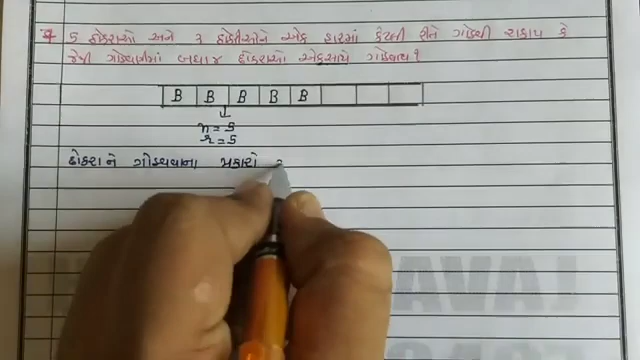 7 5 છોકરાઓ અને 3 છોકરીઓને એક હારમાં કેટલી રીતે ગોઠવી શકાય કે
જેની ગોઠવણીમાં બધાજ છોકરાઓ એકસાથે ગોઠવાય ?
B B B B B
n = 5
r = 5
છોકરાને ગોઠવવાના પ્રકારો